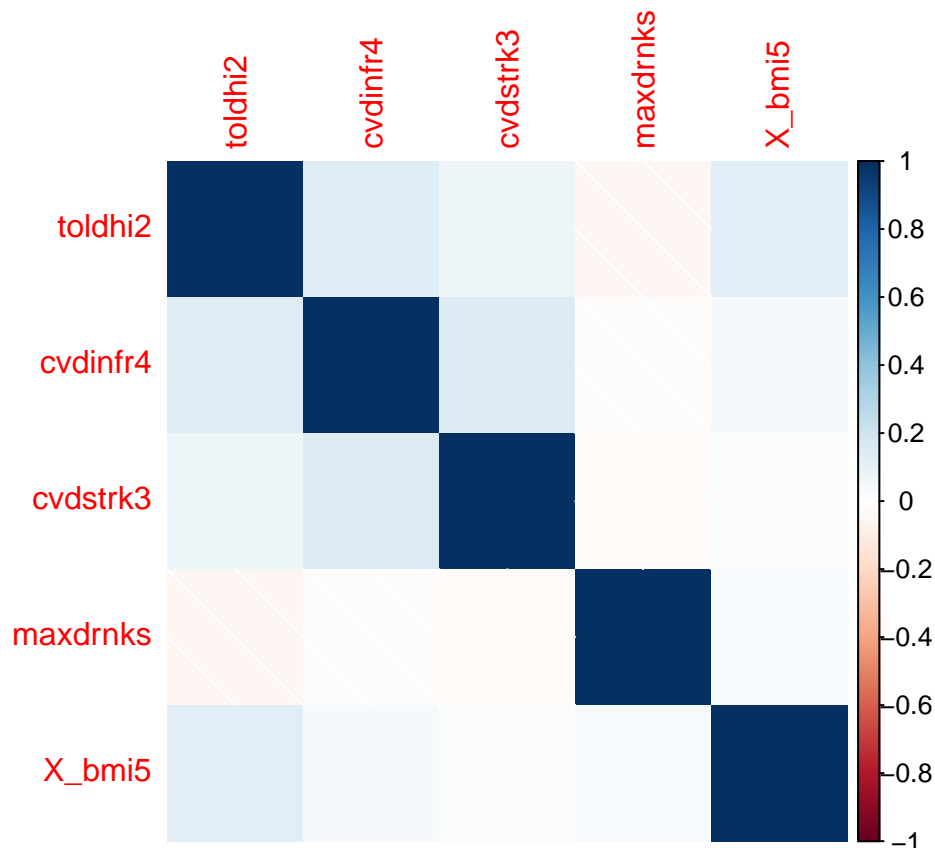 toldhi2
cvdinfr4
cvdstrk3
maxdrnks
X_bmi5
toldhi2
cvdinfr4
cvdstrk3
maxdrnks
X_bmi5
1
0.8
0.6
0.4
0.2
0
−0.2
−0.4
−0.6
−0.8
−1